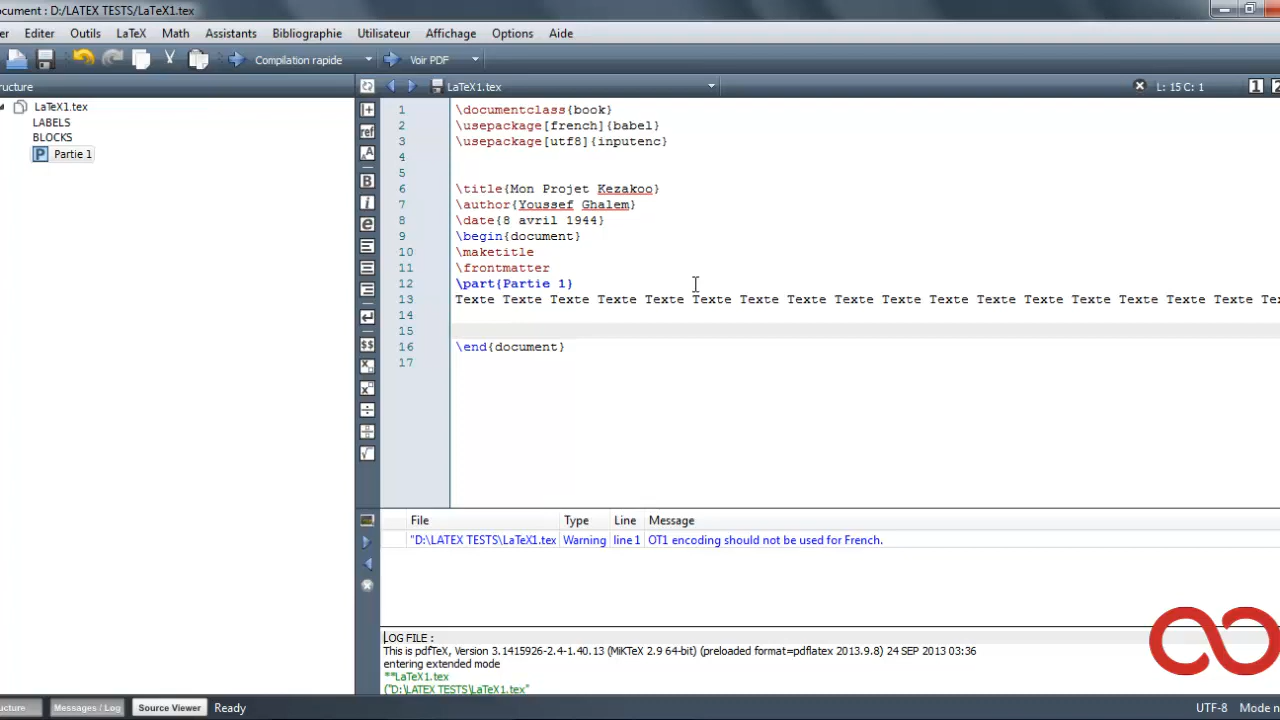 ocument : D:/LATEX TESTS/LaTeX1.tex
er Editer Outils LaTeX Math Assistants Bibliographie Utilisateur Affichage Options Aide
Compilation rapide Voir PDF
ructure LaTeX1.tex L: 15 C: 1 1 2
LaTeX1.tex
LABELS
BLOCKS
P Partie 1
1 \documentclass{book}
2 \usepackage[french]{babel}
3 \usepackage[utf8]{inputenc}
4
5
6 \title{Mon Projet Kezakoo}
7 \author{Youssef Ghalem}
8 \date{8 avril 1944}
9 \begin{document}
10 \maketitle
11 \frontmatter
12 \part{Partie 1}
13 Texte Texte Texte Texte Texte Texte Texte Texte Texte Texte Texte Texte Texte Texte Texte Texte Texte Te
14
15
16 \end{document}
17
File Type Line Message
"D:\LATEX TESTS\LaTeX1.tex Warning line 1 OT1 encoding should not be used for French.
LOG FILE :
This is pdfTeX, Version 3.1415926-2.4-1.40.13 (MiKTeX 2.9 64-bit) (preloaded format=pdflatex 2013.9.8) 24 SEP 2013 03:36
entering extended mode
**LaTeX1.tex
("D:\LATEX TESTS\LaTeX1.tex"
ucture Messages / Log Source Viewer Ready UTF-8 Mode n